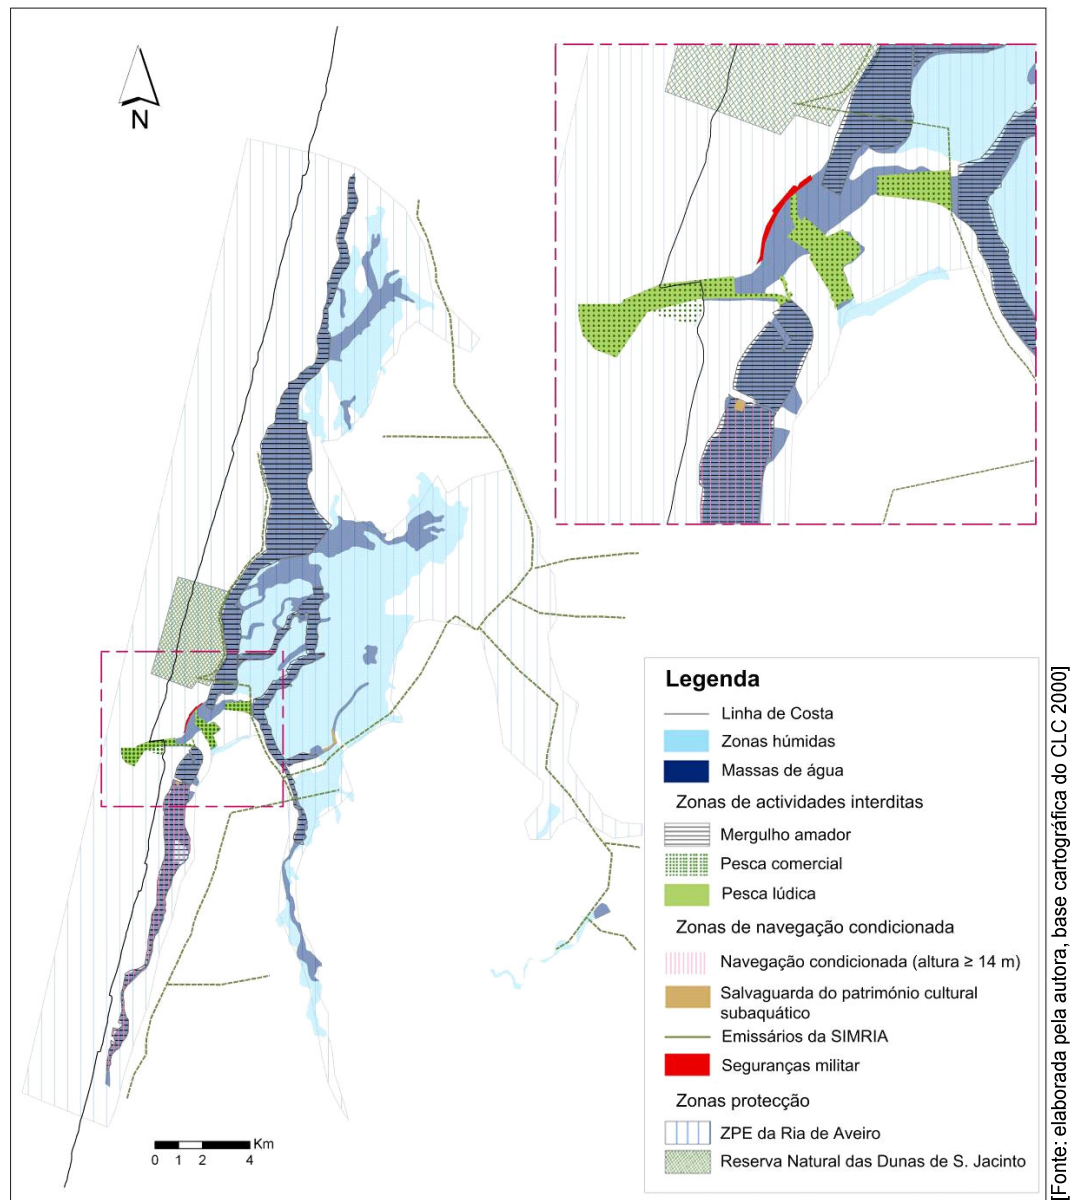 N
Legenda
Linha de Costa
Zonas húmidas
Massas de água
Zonas de actividades interditas
Mergulho amador
Pesca comercial
Pesca lúdica
Zonas de navegação condicionada
Navegação condicionada (altura ≥ 14 m)
Salvaguarda do património cultural
subaquático
Emissários da SIMRIA
Seguranças militar
Zonas protecção
ZPE da Ria de Aveiro
Reserva Natural das Dunas de S. Jacinto
Km
0 1 2 4
[Fonte: elaborada pela autora, base cartográfica do CLC 2000]